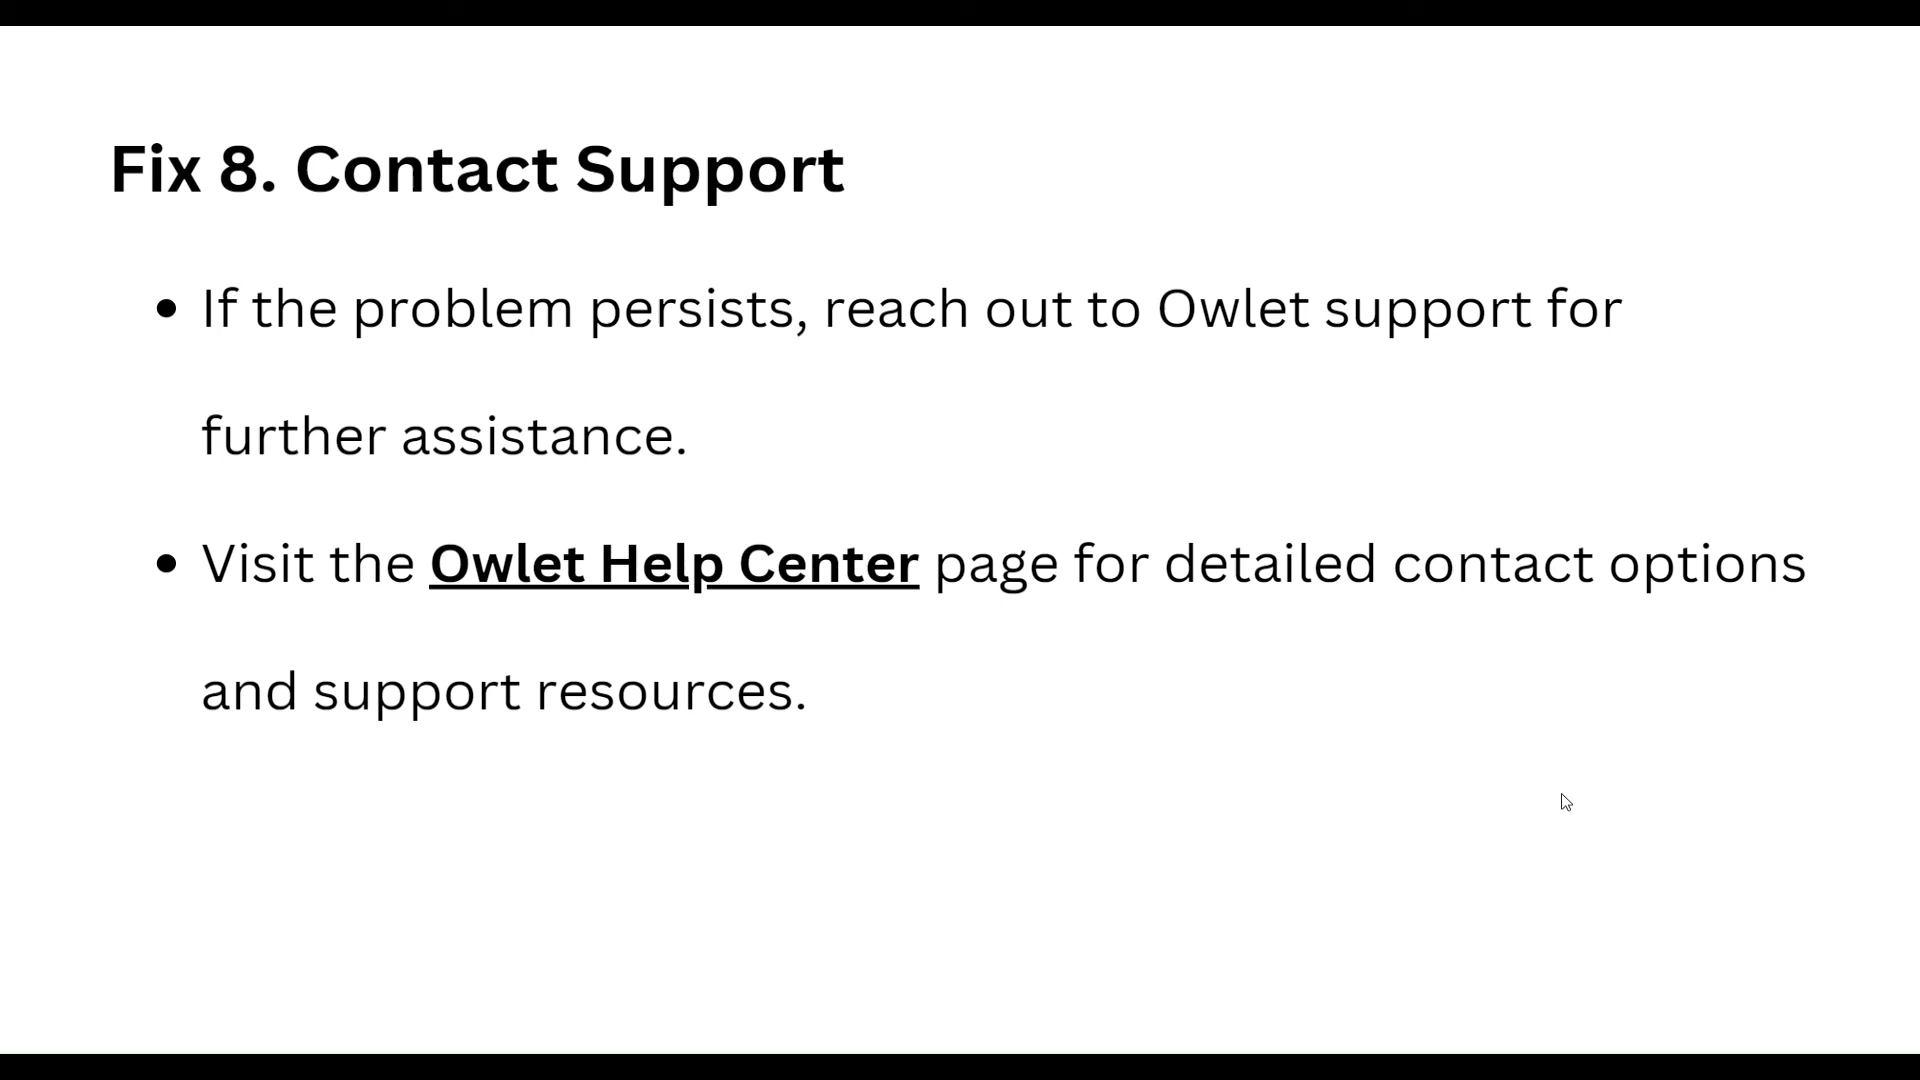 Fix 8. Contact Support
• If the problem persists, reach out to Owlet support for
further assistance.
• Visit the Owlet Help Center page for detailed contact options
and support resources.